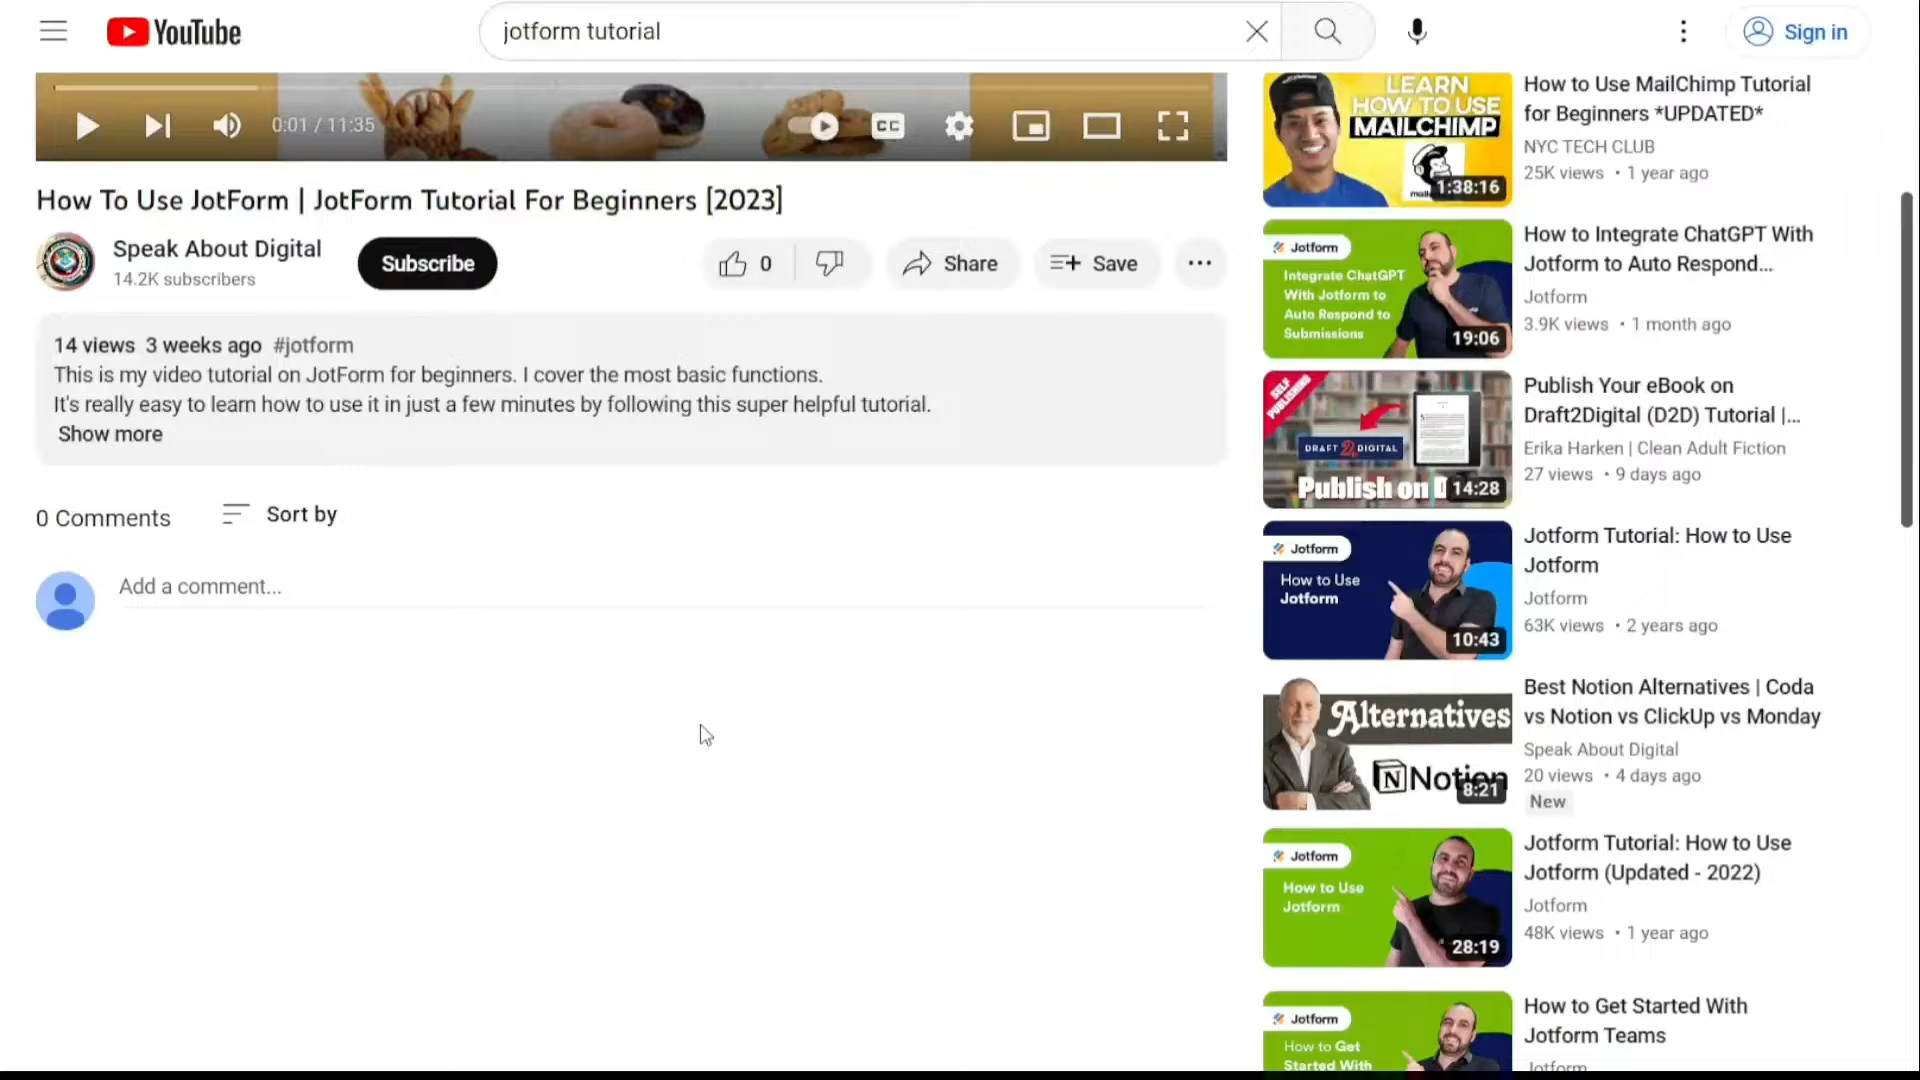 YouTube
jotform tutorial
Sign in
0:01 / 11:35
CC
How To Use JotForm | JotForm Tutorial For Beginners [2023]
Speak About Digital
14.2K subscribers
Subscribe
0
Share
Save
14 views 3 weeks ago #jotform
This is my video tutorial on JotForm for beginners. I cover the most basic functions.
It's really easy to learn how to use it in just a few minutes by following this super helpful tutorial.
Show more
0 Comments
Sort by
Add a comment...
LEARN
HOW TO USE
MAILCHIMP
1:38:16
How to Use MailChimp Tutorial
for Beginners *UPDATED*
NYC TECH CLUB
25K views • 1 year ago
Jotform
Integrate ChatGPT
With Jotform to
Auto Respond to
Submissions
19:06
How to Integrate ChatGPT With
Jotform to Auto Respond...
Jotform
3.9K views • 1 month ago
SELF
PUBLISHING
DRAFT 2 DIGITAL
Publish on D
14:28
Publish Your eBook on
Draft2Digital (D2D) Tutorial |...
Erika Harken | Clean Adult Fiction
27 views • 9 days ago
Jotform
How to Use
Jotform
10:43
Jotform Tutorial: How to Use
Jotform
Jotform
63K views • 2 years ago
Alternatives
Notion
8:21
Best Notion Alternatives | Coda
vs Notion vs ClickUp vs Monday
Speak About Digital
20 views • 4 days ago
New
Jotform
How to Use
Jotform
28:19
Jotform Tutorial: How to Use
Jotform (Updated - 2022)
Jotform
48K views • 1 year ago
Jotform
How to Get
Started With
How to Get Started With
Jotform Teams
Jotform